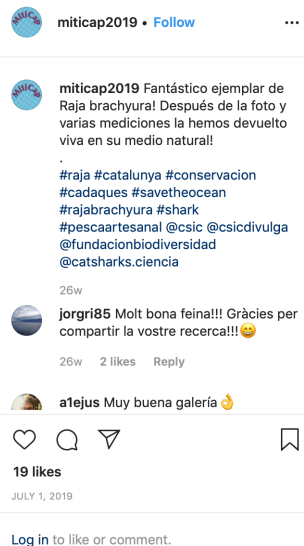 MitiCap
miticap2019 • Follow
MitiCap
miticap2019 Fantástico ejemplar de
Raja brachyura! Después de la foto y
varias mediciones la hemos devuelto
viva en su medio natural!
.
#raja #catalunya #conservacion
#cadaques #savetheocean
#rajabrachyura #shark
#pescaartesanal @csic @csicdivulga
@fundacionbiodiversidad
@catsharks.ciencia
26w
jorgri85 Molt bona feina!!! Gràcies per
compartir la vostre recerca!!!😄
26w 2 likes Reply
a1ejus Muy buena galería👌
19 likes
JULY 1, 2019
Log in to like or comment.